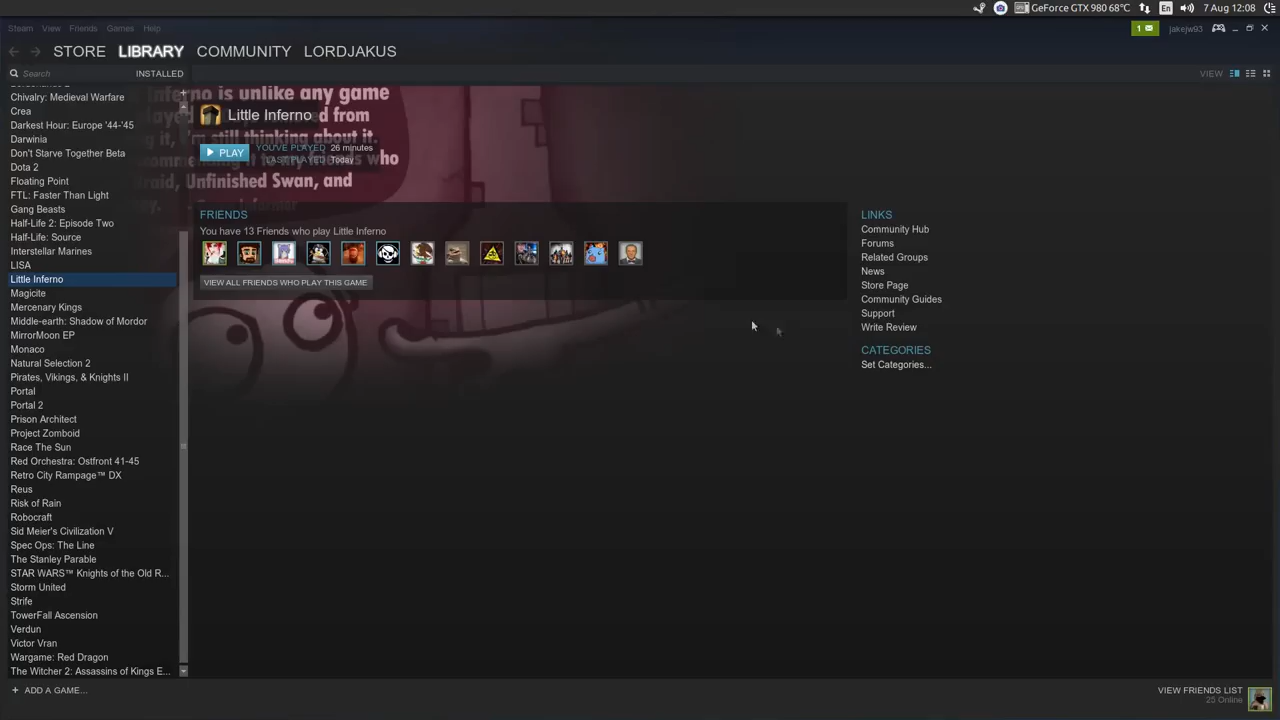 GeForce GTX 980 68°C En 7 Aug 12:08
Steam View Friends Games Help
1 jakejw93
STORE LIBRARY COMMUNITY LORDJAKUS
Search INSTALLED VIEW
Chivalry: Medieval Warfare
Crea
Darkest Hour: Europe '44-'45
Darwinia
Don't Starve Together Beta
Dota 2
Floating Point
FTL: Faster Than Light
Gang Beasts
Half-Life 2: Episode Two
Half-Life: Source
Interstellar Marines
LISA
Little Inferno
Magicite
Mercenary Kings
Middle-earth: Shadow of Mordor
MirrorMoon EP
Monaco
Natural Selection 2
Pirates, Vikings, & Knights II
Portal
Portal 2
Prison Architect
Project Zomboid
Race The Sun
Red Orchestra: Ostfront 41-45
Retro City Rampage™ DX
Reus
Risk of Rain
Robocraft
Sid Meier's Civilization V
Spec Ops: The Line
The Stanley Parable
STAR WARS™ Knights of the Old R...
Storm United
Strife
TowerFall Ascension
Verdun
Victor Vran
Wargame: Red Dragon
The Witcher 2: Assassins of Kings E...
+ ADD A GAME...
Inferno is unlike any game
from
it, I'm still thinking about it.
who
Unfinished Swan, and
Little Inferno
PLAY
YOU'VE PLAYED 26 minutes
LAST PLAYED Today
FRIENDS
You have 13 Friends who play Little Inferno
VIEW ALL FRIENDS WHO PLAY THIS GAME
LINKS
Community Hub
Forums
Related Groups
News
Store Page
Community Guides
Support
Write Review
CATEGORIES
Set Categories...
VIEW FRIENDS LIST
25 Online